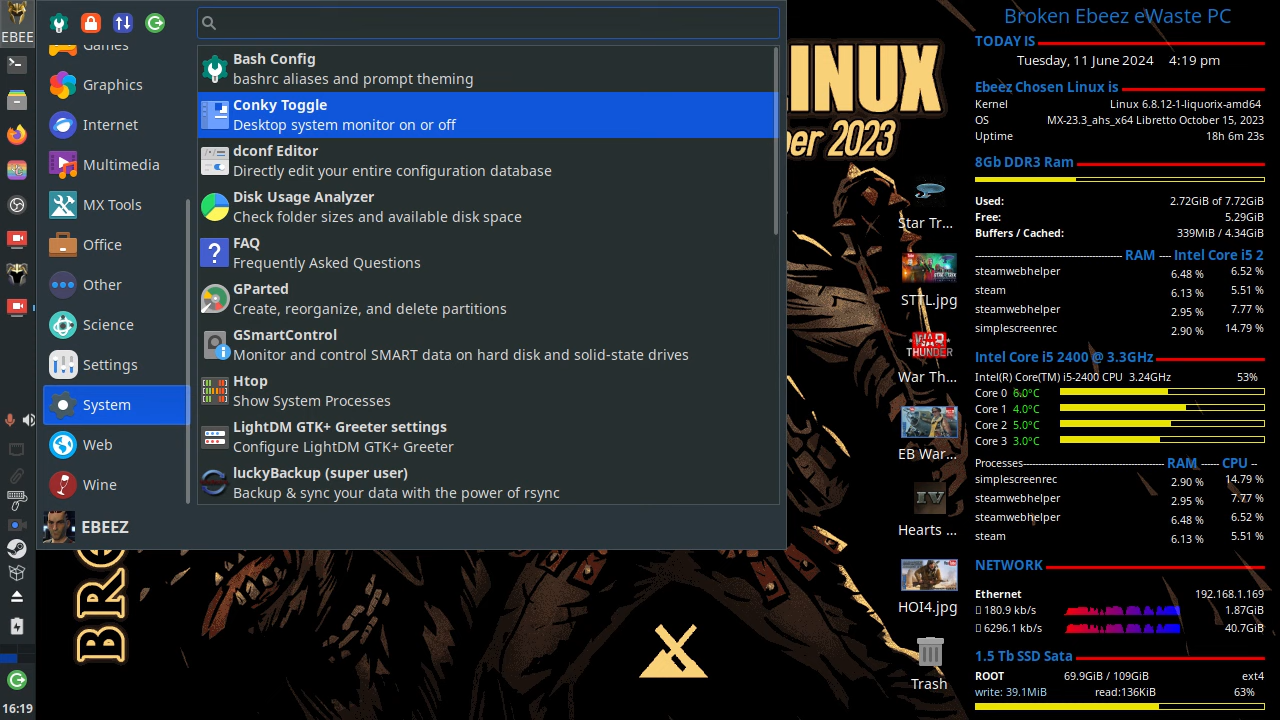 EBEE
Games
Graphics
Internet
Multimedia
MX Tools
Office
Other
Science
Settings
System
Web
Wine
EBEEZ
Bash Config
bashrc aliases and prompt theming
Conky Toggle
Desktop system monitor on or off
dconf Editor
Directly edit your entire configuration database
Disk Usage Analyzer
Check folder sizes and available disk space
FAQ
Frequently Asked Questions
GParted
Create, reorganize, and delete partitions
GSmartControl
Monitor and control SMART data on hard disk and solid-state drives
Htop
Show System Processes
LightDM GTK+ Greeter settings
Configure LightDM GTK+ Greeter
luckyBackup (super user)
Backup & sync your data with the power of rsync
16:19
BRO
INUX
ber 2023
Star Tr...
STTL.jpg
WAR THUNDER
War Th...
EB War...
IV
Hearts ...
HOI4.jpg
Trash
Broken Ebeez eWaste PC
TODAY IS
Tuesday, 11 June 2024 4:19 pm
Ebeez Chosen Linux is
Kernel Linux 6.8.12-1-liquorix-amd64
OS MX-23.3_ahs_x64 Libretto October 15, 2023
Uptime 18h 6m 23s
8Gb DDR3 Ram
Used: 2.72GiB of 7.72GiB
Free: 5.29GiB
Buffers / Cached: 339MiB / 4.34GiB
RAM ---- Intel Core i5 2
steamwebhelper 6.48 % 6.52 %
steam 6.13 % 5.51 %
steamwebhelper 2.95 % 7.77 %
simplescreenrec 2.90 % 14.79 %
Intel Core i5 2400 @ 3.3GHz
Intel(R) Core(TM) i5-2400 CPU 3.24GHz 53%
Core 0 6.0°C
Core 1 4.0°C
Core 2 5.0°C
Core 3 3.0°C
Processes RAM ------ CPU --
simplescreenrec 2.90 % 14.79 %
steamwebhelper 2.95 % 7.77 %
steamwebhelper 6.48 % 6.52 %
steam 6.13 % 5.51 %
NETWORK
Ethernet 192.168.1.169
180.9 kb/s 1.87GiB
6296.1 kb/s 40.7GiB
1.5 Tb SSD Sata
ROOT 69.9GiB / 109GiB ext4
write: 39.1MiB read:136KiB 63%